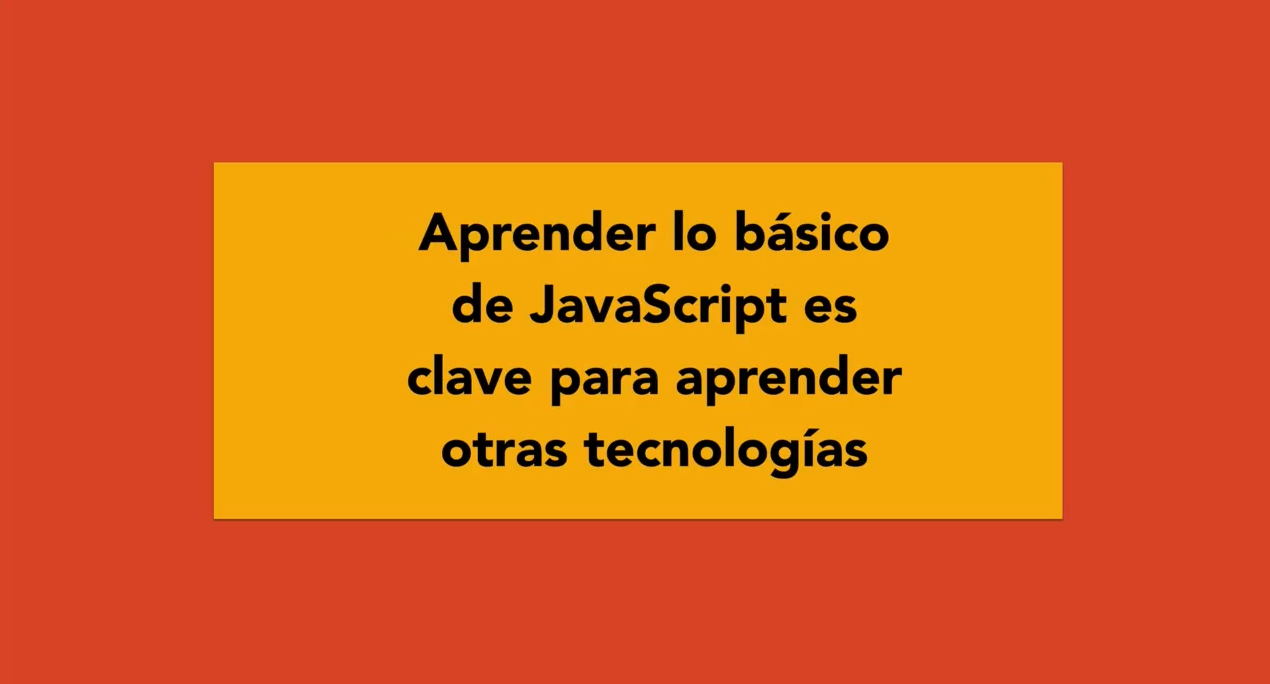 Aprender lo básico
de JavaScript es
clave para aprender
otras tecnologías